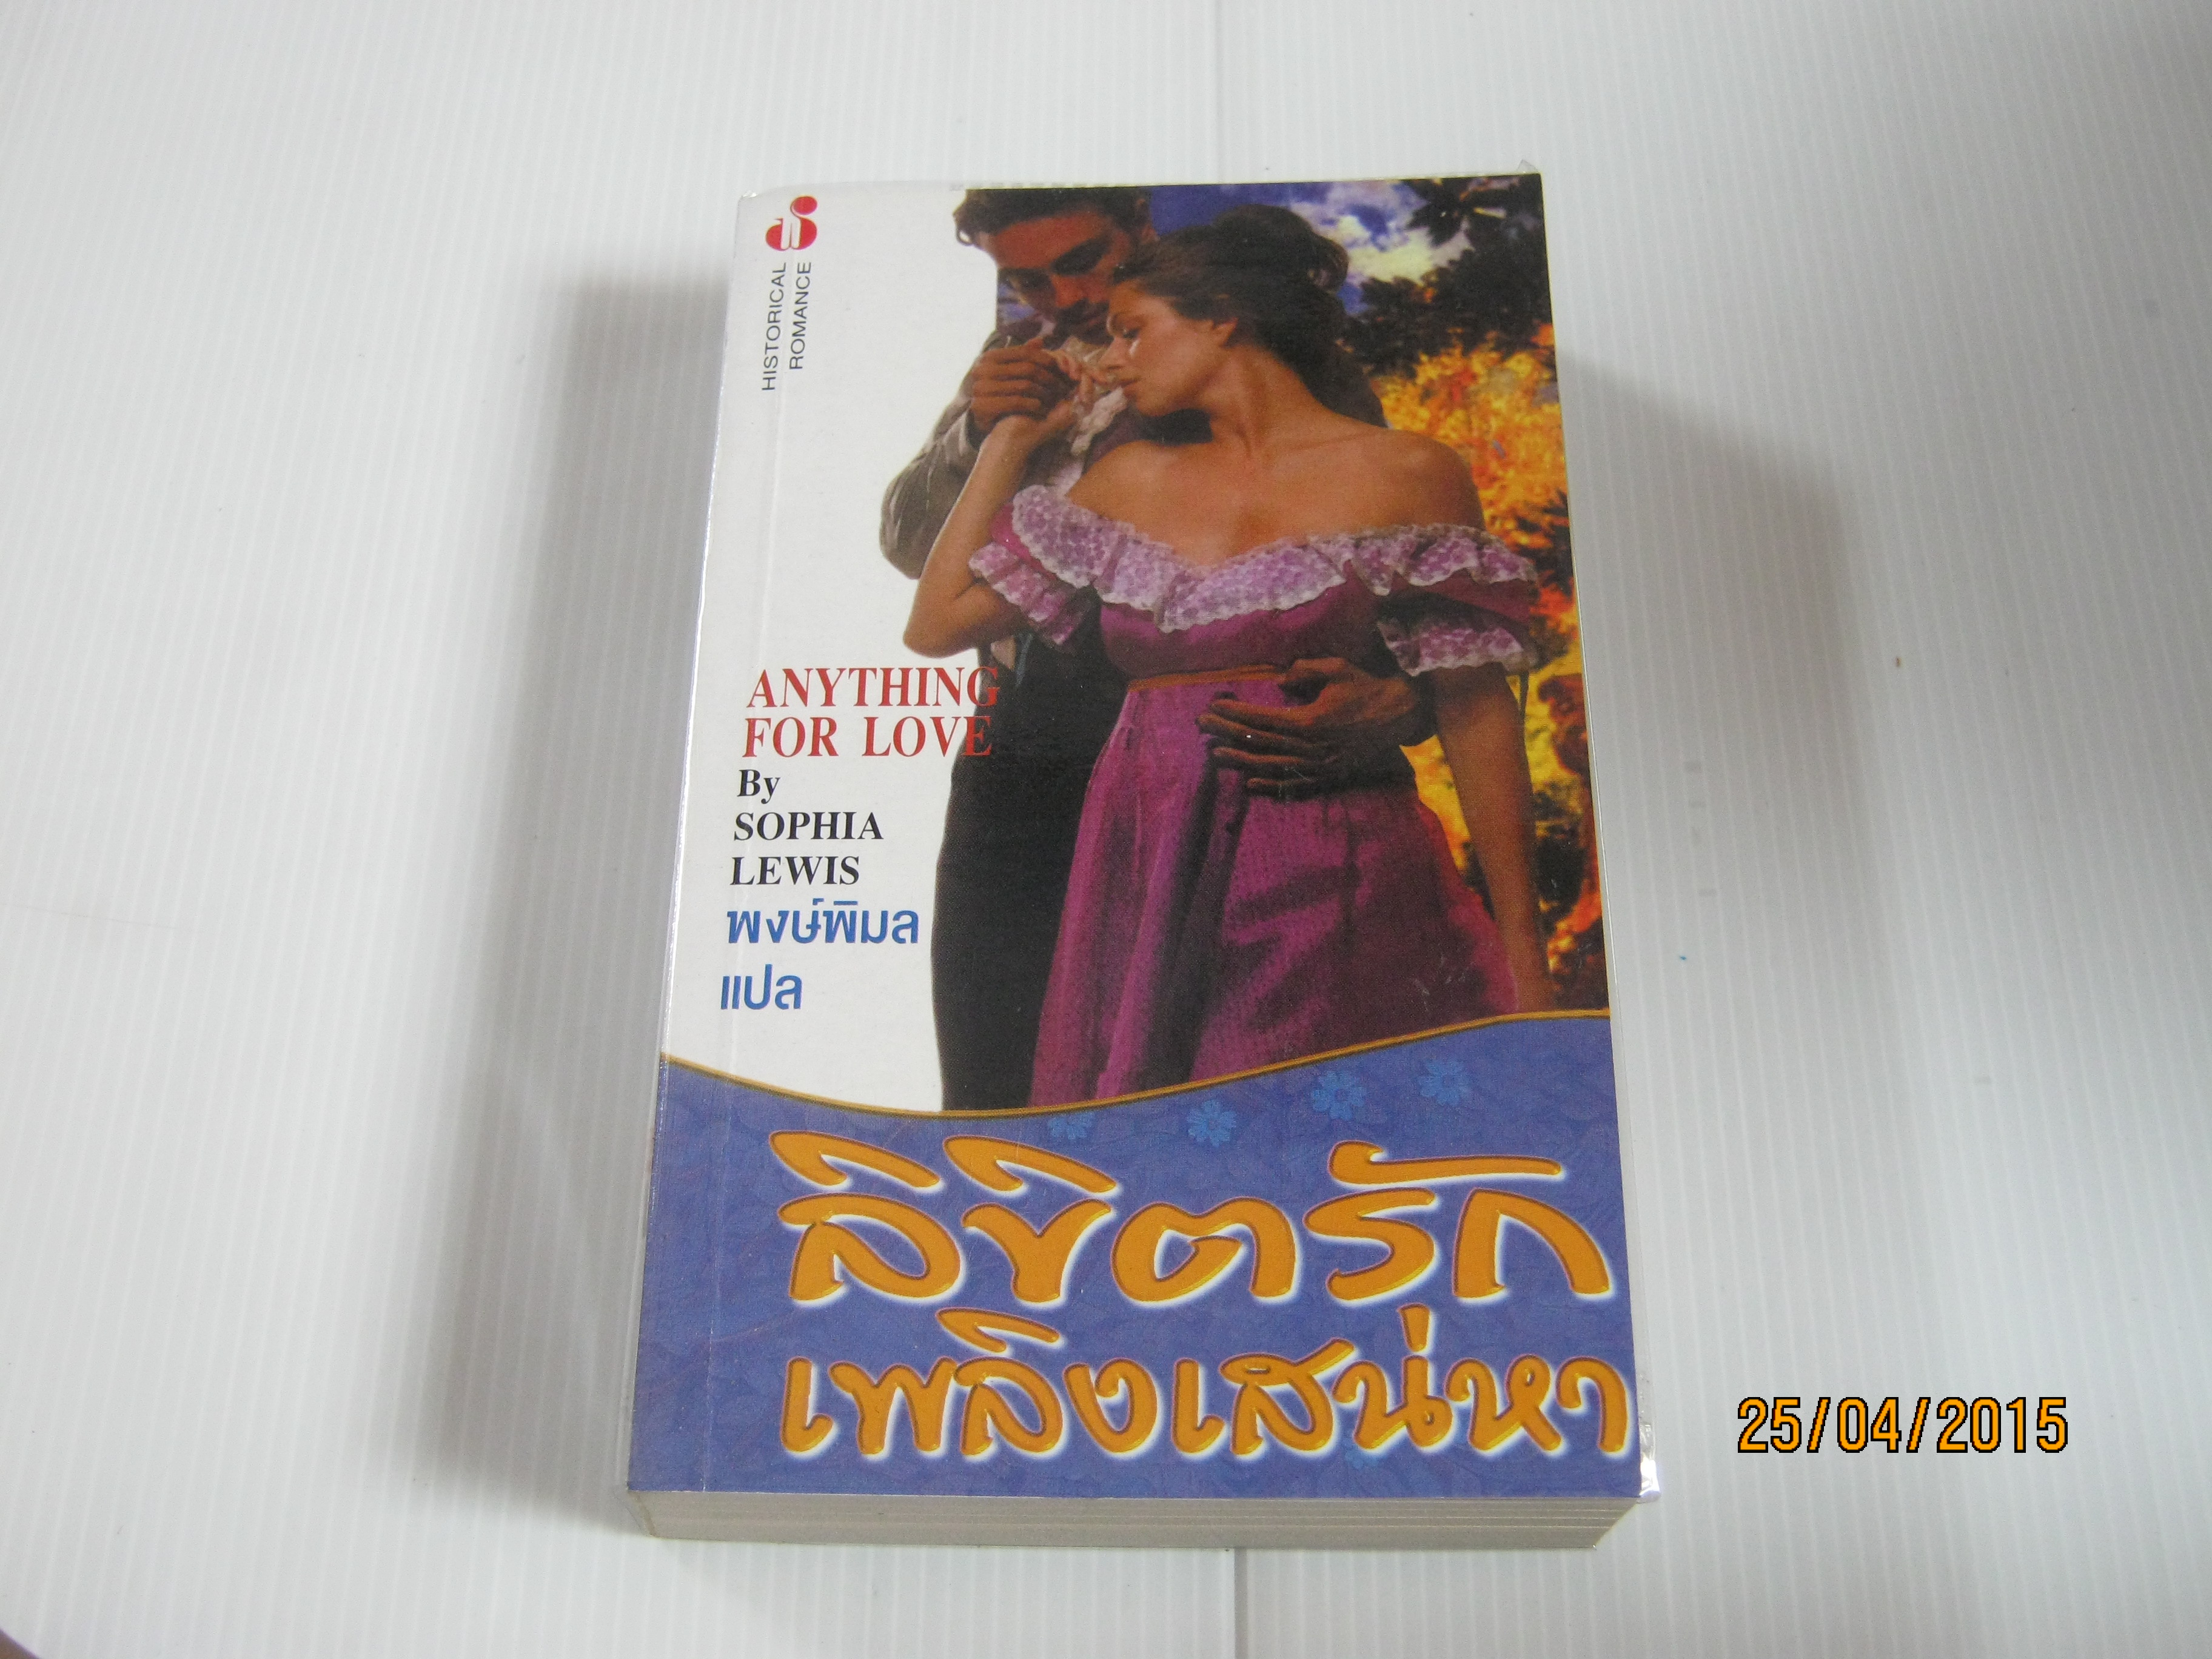 HISTORICAL
ROMANCE
ANYTHING
FOR LOVE
By
SOPHIA
LEWIS
พงษ์พิมล
แปล
ลิขิตรัก
เพลิงเสน่หา
25/04/2015